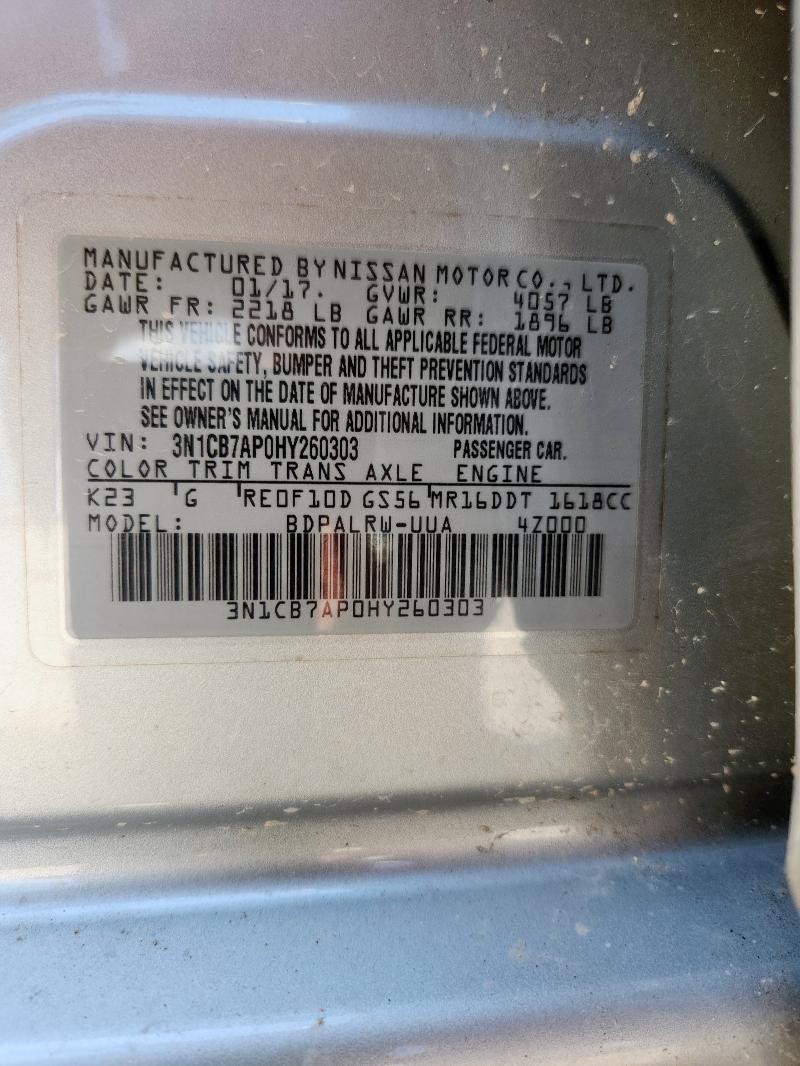 MANUFACTURED BY NISSAN MOTOR CO., LTD.
DATE: 01/17. GVWR: 4057 LB
GAWR FR: 2218 LB GAWR RR: 1896 LB
THIS VEHICLE CONFORMS TO ALL APPLICABLE FEDERAL MOTOR
VEHICLE SAFETY, BUMPER AND THEFT PREVENTION STANDARDS
IN EFFECT ON THE DATE OF MANUFACTURE SHOWN ABOVE.
SEE OWNER'S MANUAL FOR ADDITIONAL INFORMATION.
VIN: 3N1CB7AP0HY260303 PASSENGER CAR.
COLOR TRIM TRANS AXLE ENGINE
K23 G RE0F10D GS56 MR16DDT 1618CC
MODEL: BDPALRW-UUA 4Z000
3N1CB7AP0HY260303